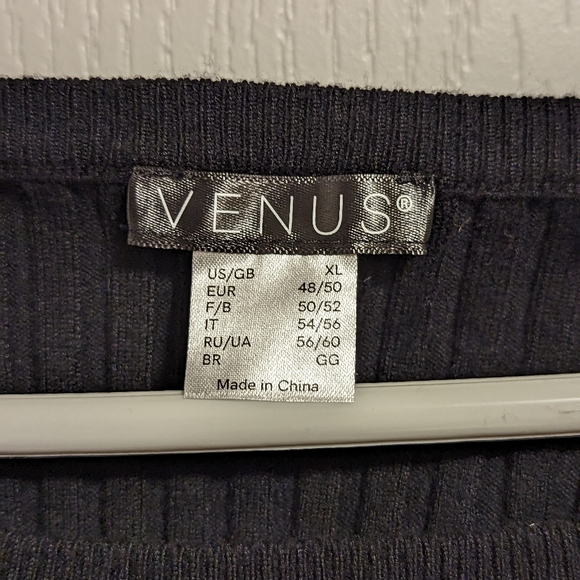 VENUS®
US/GB XL
EUR 48/50
F/B 50/52
IT 54/56
RU/UA 56/60
BR GG
Made in China